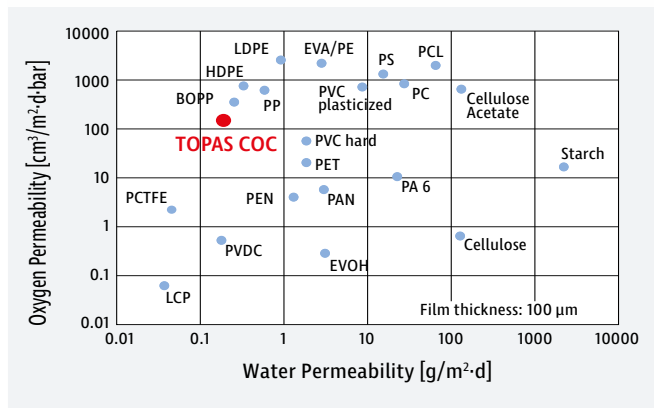 Oxygen Permeability [cm³/m²·d·bar]
10000
1000
100
10
1
0.1
0.01
LDPE
EVA/PE
PS
PCL
HDPE
BOPP
PP
PVC
plasticized
PC
Cellulose
Acetate
TOPAS COC
PVC hard
PET
Starch
PCTFE
PEN
PAN
PA 6
PVDC
EVOH
Cellulose
LCP
Film thickness: 100 µm
0.01
0.1
1
10
100
1000
10000
Water Permeability [g/m²·d]